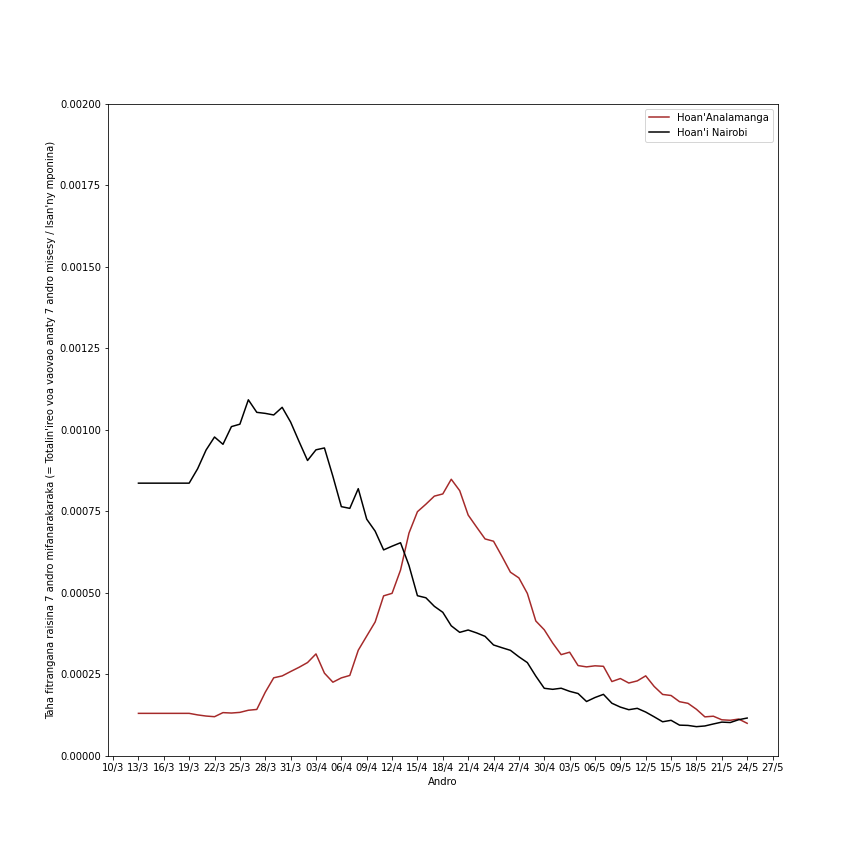 Hoan'Analamanga
Hoan'i Nairobi
Taha fitrangana raisina 7 andro mifanarakaraka (= Totalin'ireo voa vaovao anaty 7 andro misesy / Isan'ny mponina)
0.00200
0.00175
0.00150
0.00125
0.00100
0.00075
0.00050
0.00025
0.00000
10/3 13/3 16/3 19/3 22/3 25/3 28/3 31/3 03/4 06/4 09/4 12/4 15/4 18/4 21/4 24/4 27/4 30/4 03/5 06/5 09/5 12/5 15/5 18/5 21/5 24/5 27/5
Andro